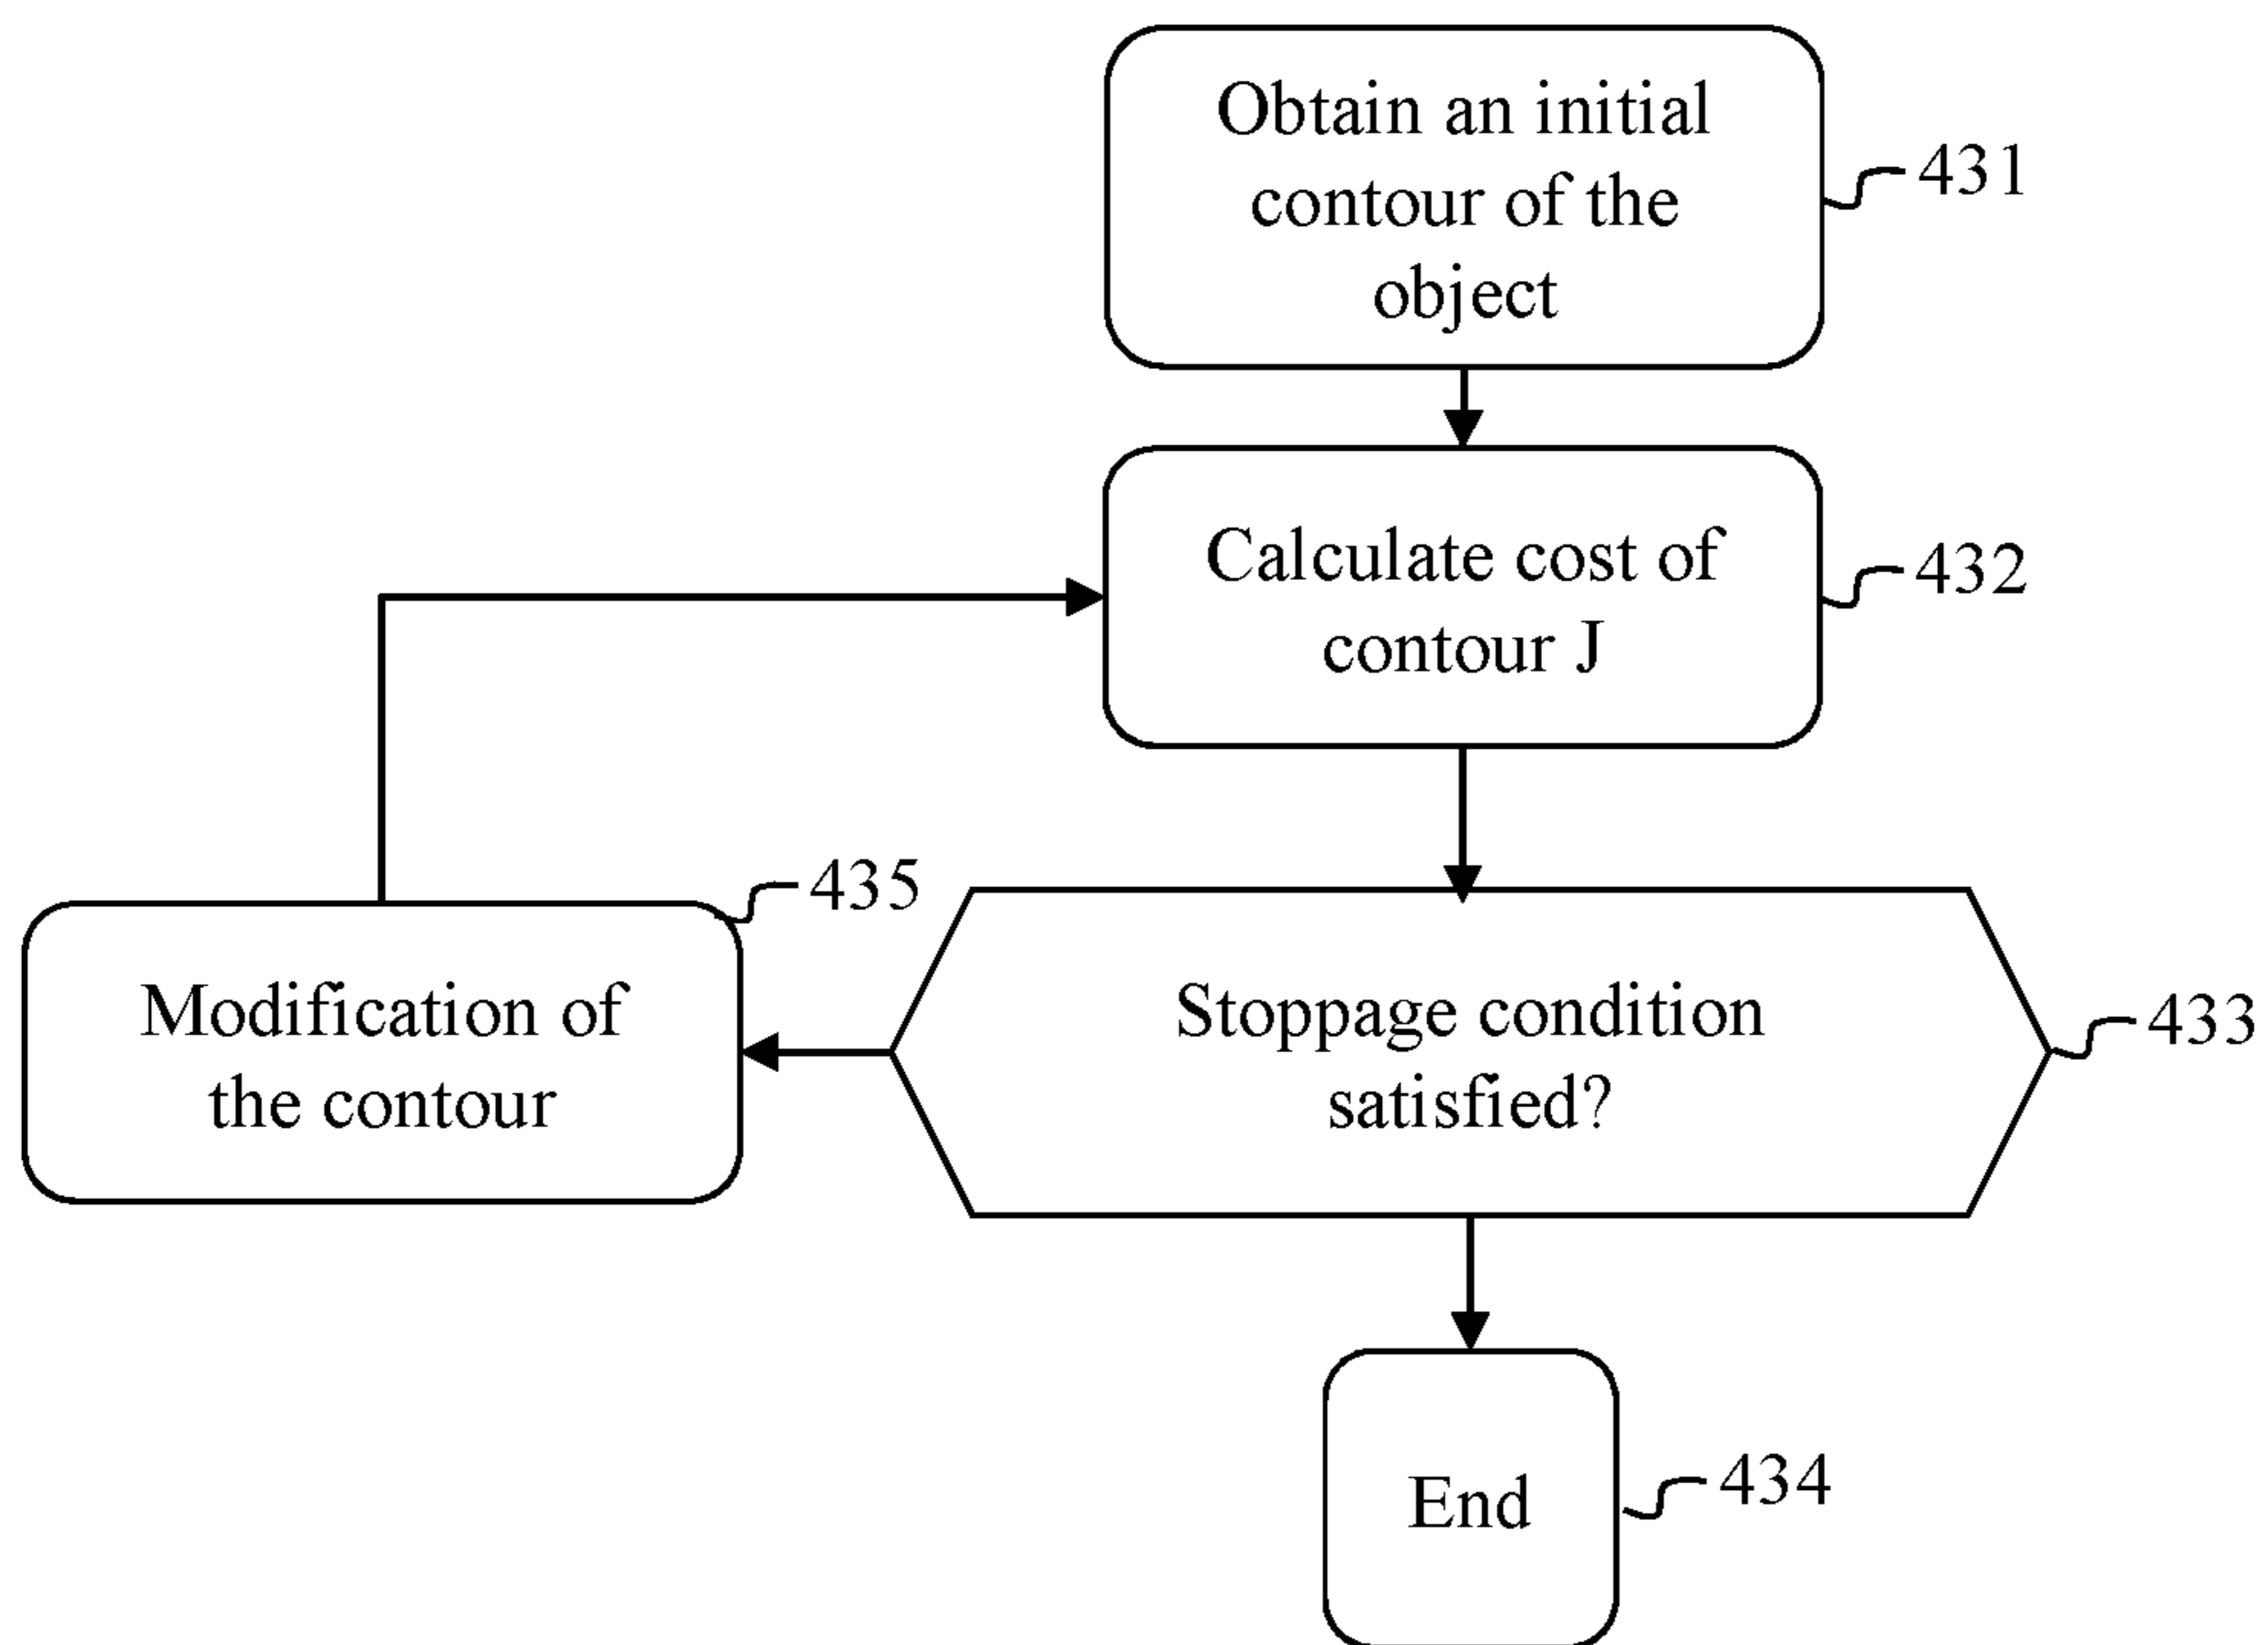 Obtain an initial
contour of the
object
431
Calculate cost of
contour J
432
435
Modification of
the contour
Stoppage condition
satisfied?
433
End
434